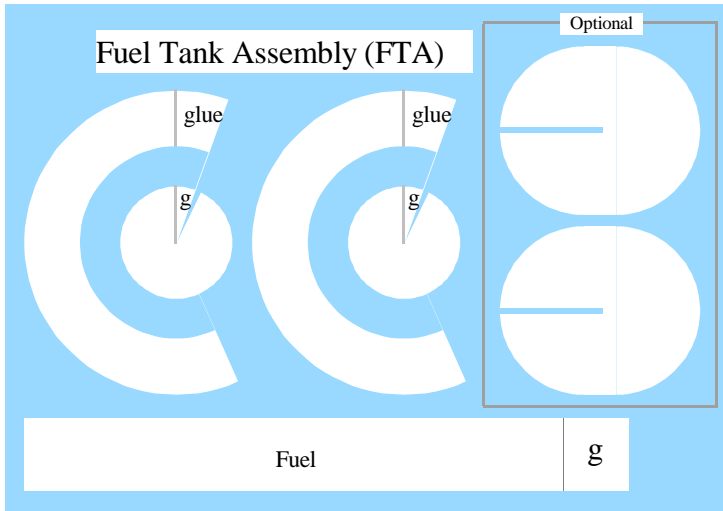 Optional
Fuel Tank Assembly (FTA)
glue
glue
g
g
Fuel
g